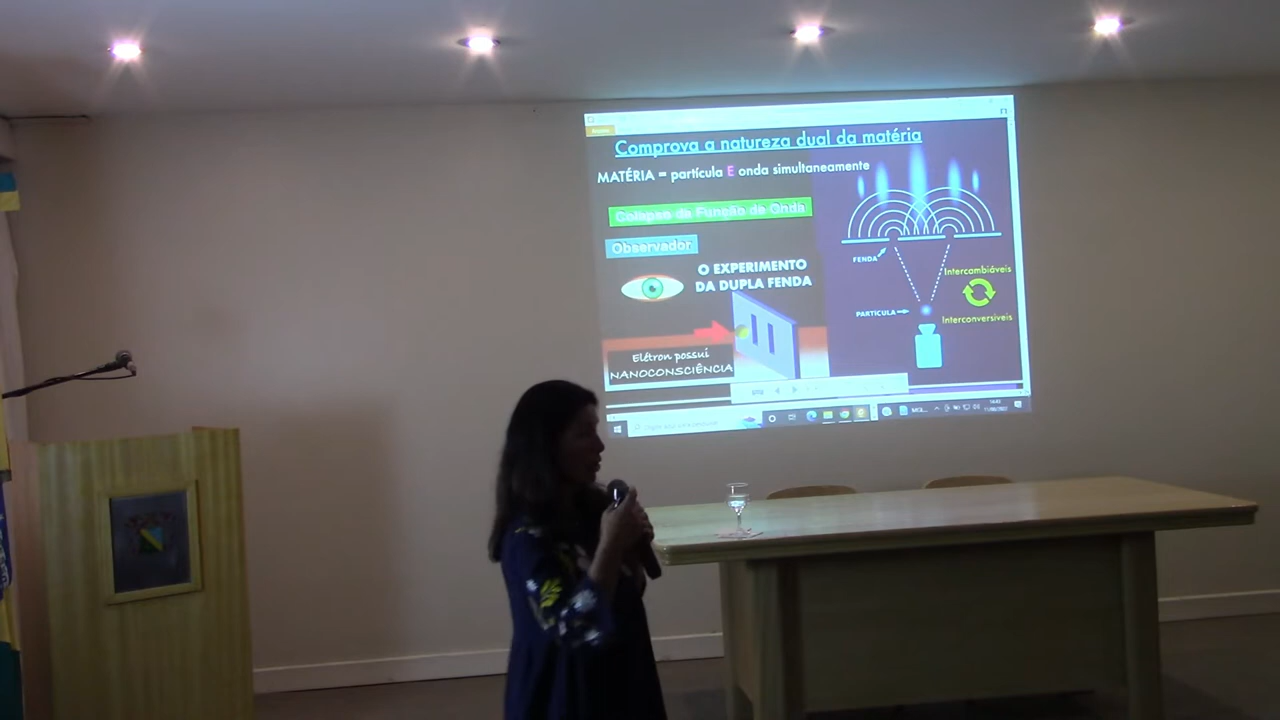 Comprova a natureza dual da matéria
MATÉRIA = partícula E onda simultaneamente
Colapso da Função de Onda
Observador
O EXPERIMENTO
DA DUPLA FENDA
Elétron possui
NANOCONSCIÊNCIA
FENDA
PARTÍCULA
Intercambiáveis
Interconversíveis